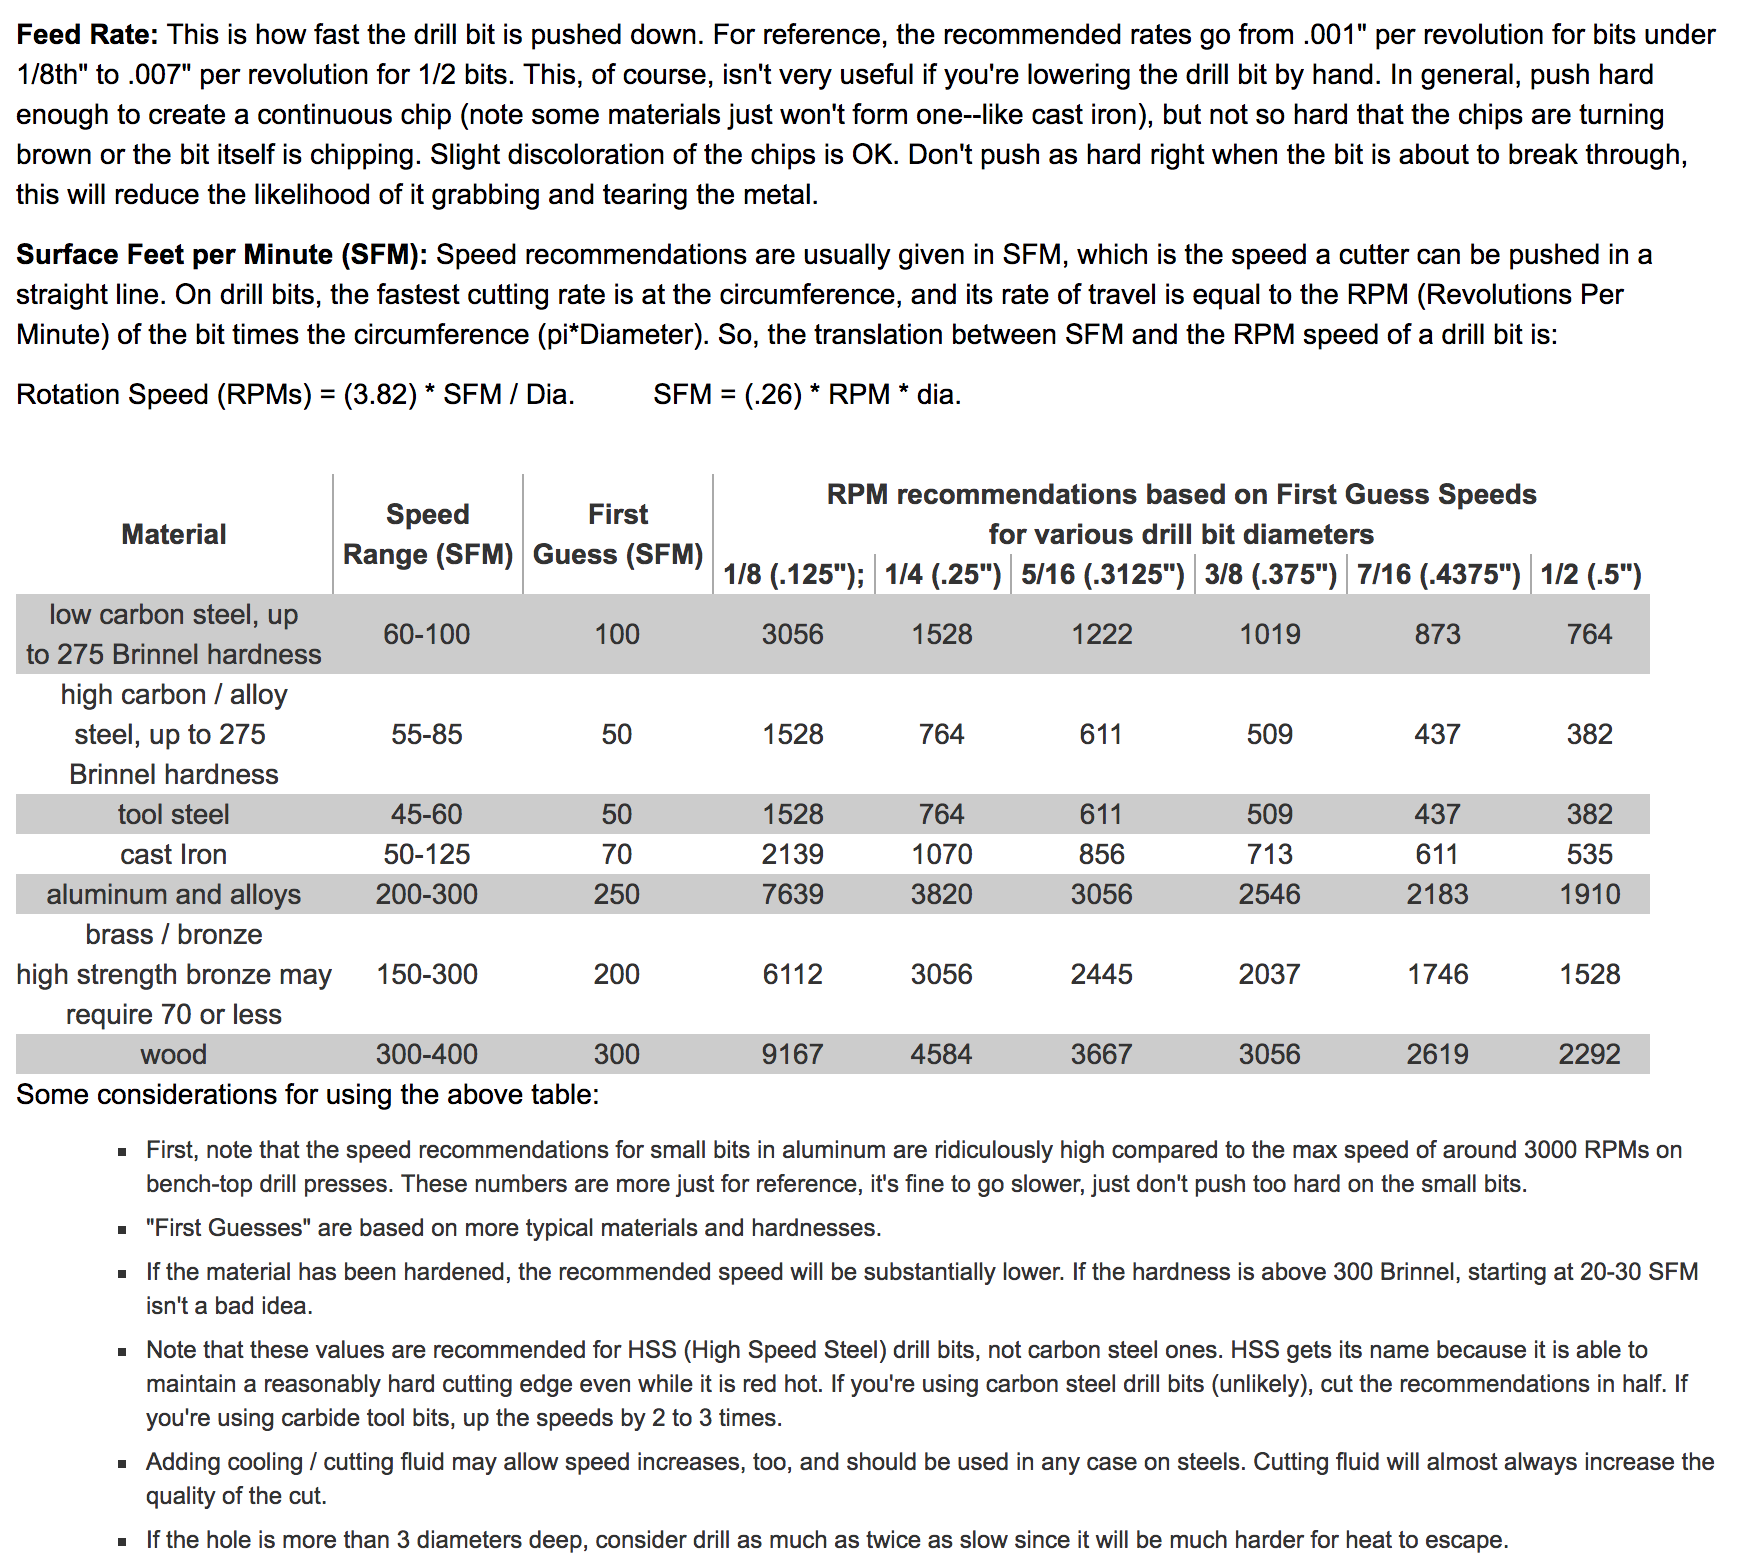 Feed Rate: This is how fast the drill bit is pushed down. For reference, the recommended rates go from .001" per revolution for bits under
1/8th" to .007" per revolution for 1/2 bits. This, of course, isn't very useful if you're lowering the drill bit by hand. In general, push hard
enough to create a continuous chip (note some materials just won't form one--like cast iron), but not so hard that the chips are turning
brown or the bit itself is chipping. Slight discoloration of the chips is OK. Don't push as hard right when the bit is about to break through,
this will reduce the likelihood of it grabbing and tearing the metal.
Surface Feet per Minute (SFM): Speed recommendations are usually given in SFM, which is the speed a cutter can be pushed in a
straight line. On drill bits, the fastest cutting rate is at the circumference, and its rate of travel is equal to the RPM (Revolutions Per
Minute) of the bit times the circumference (pi*Diameter). So, the translation between SFM and the RPM speed of a drill bit is:
Rotation Speed (RPMs) = (3.82) * SFM / Dia. SFM = (.26) * RPM * dia.
Material
Speed
Range (SFM)
First
Guess (SFM)
RPM recommendations based on First Guess Speeds
for various drill bit diameters
1/8 (.125"); 1/4 (.25") 5/16 (.3125") 3/8 (.375") 7/16 (.4375") 1/2 (.5")
low carbon steel, up
to 275 Brinnel hardness
60-100 100 3056 1528 1222 1019 873 764
high carbon / alloy
steel, up to 275
Brinnel hardness
55-85 50 1528 764 611 509 437 382
tool steel 45-60 50 1528 764 611 509 437 382
cast Iron 50-125 70 2139 1070 856 713 611 535
aluminum and alloys 200-300 250 7639 3820 3056 2546 2183 1910
brass / bronze
high strength bronze may
require 70 or less
150-300 200 6112 3056 2445 2037 1746 1528
wood 300-400 300 9167 4584 3667 3056 2619 2292
Some considerations for using the above table:
▪ First, note that the speed recommendations for small bits in aluminum are ridiculously high compared to the max speed of around 3000 RPMs on
bench-top drill presses. These numbers are more just for reference, it's fine to go slower, just don't push too hard on the small bits.
▪ "First Guesses" are based on more typical materials and hardnesses.
▪ If the material has been hardened, the recommended speed will be substantially lower. If the hardness is above 300 Brinnel, starting at 20-30 SFM
isn't a bad idea.
▪ Note that these values are recommended for HSS (High Speed Steel) drill bits, not carbon steel ones. HSS gets its name because it is able to
maintain a reasonably hard cutting edge even while it is red hot. If you're using carbon steel drill bits (unlikely), cut the recommendations in half. If
you're using carbide tool bits, up the speeds by 2 to 3 times.
▪ Adding cooling / cutting fluid may allow speed increases, too, and should be used in any case on steels. Cutting fluid will almost always increase the
quality of the cut.
▪ If the hole is more than 3 diameters deep, consider drill as much as twice as slow since it will be much harder for heat to escape.